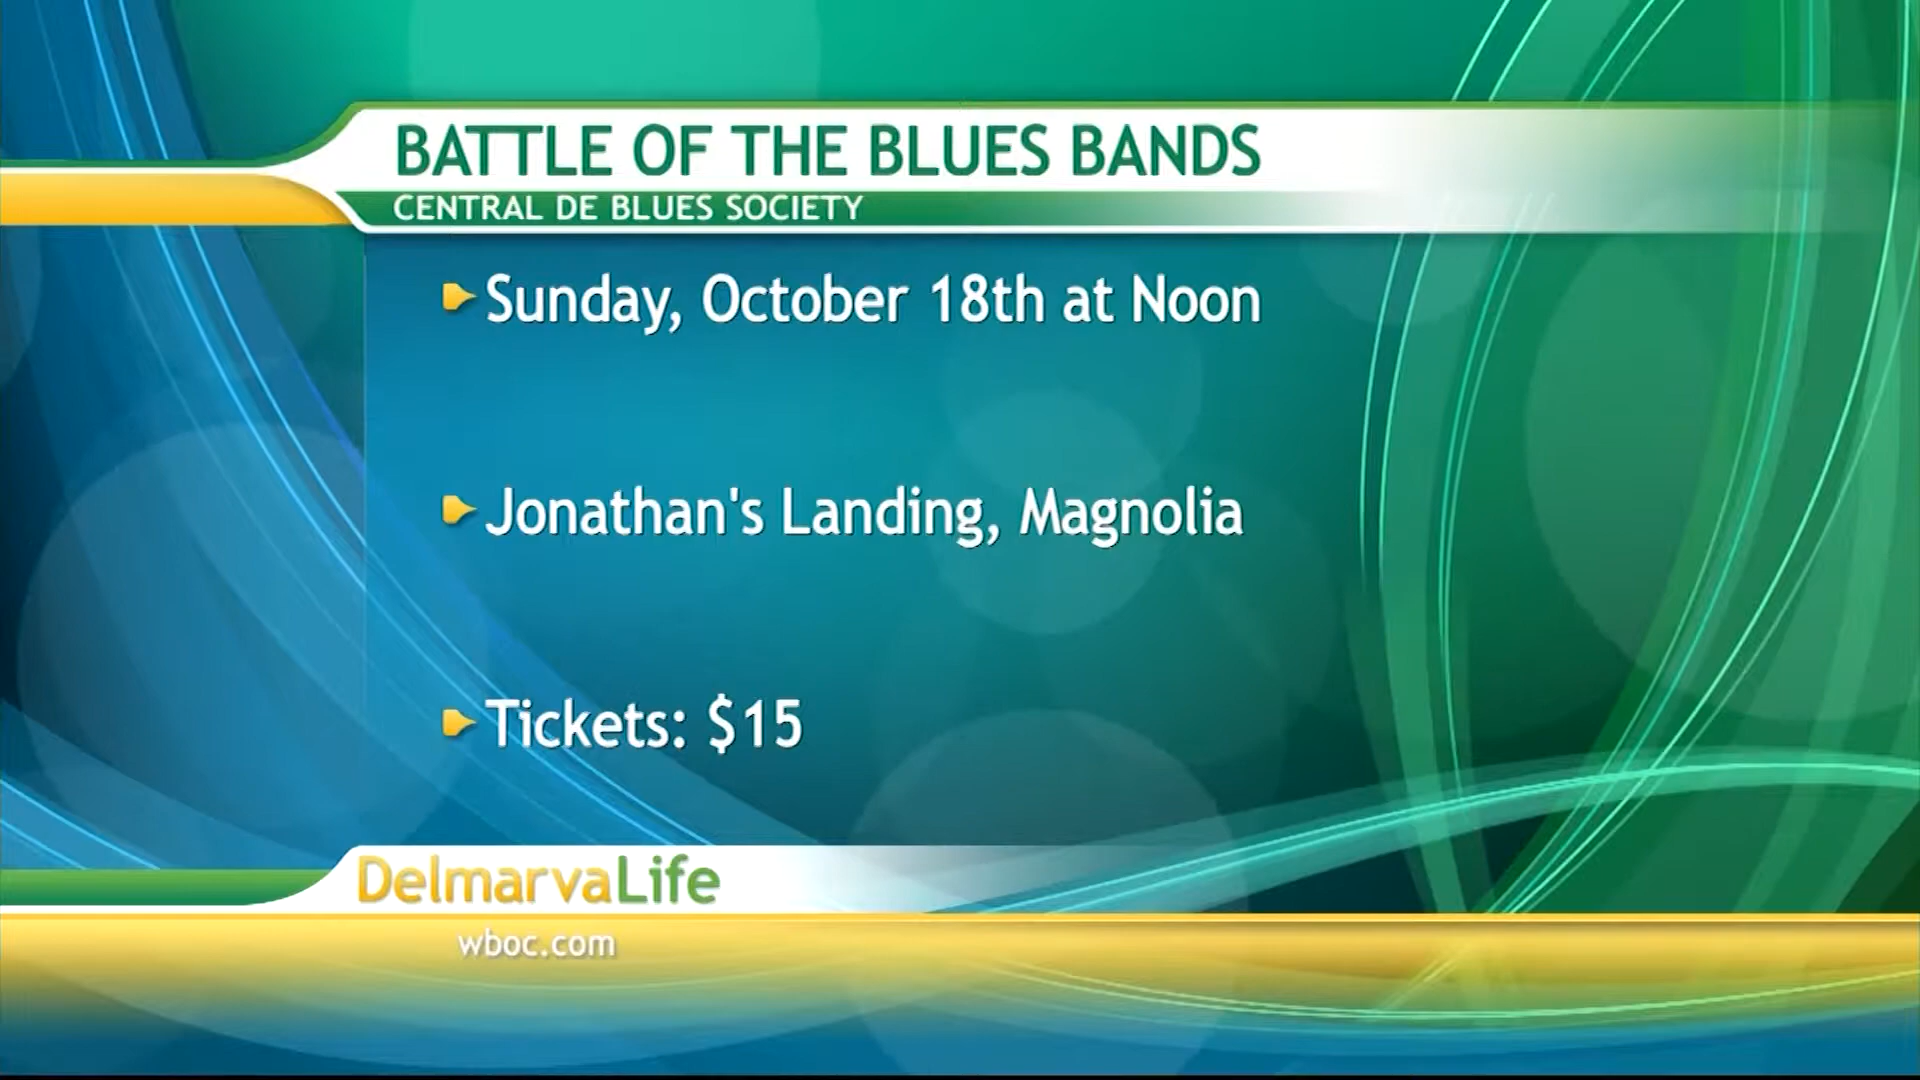 BATTLE OF THE BLUES BANDS
CENTRAL DE BLUES SOCIETY
Sunday, October 18th at Noon
Jonathan's Landing, Magnolia
Tickets: $15
DelmarvaLife
wboc.com